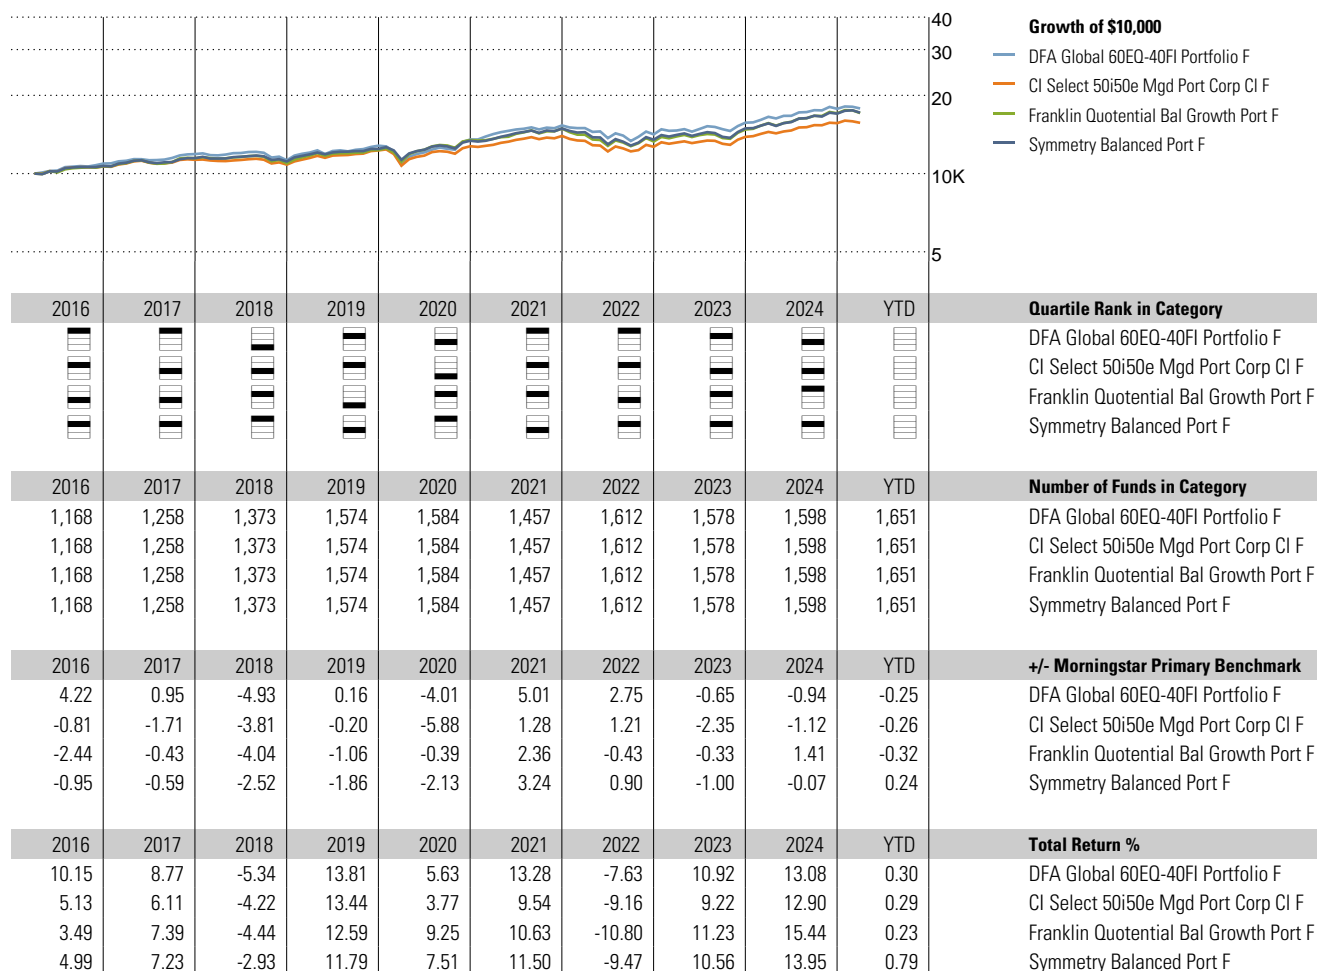 40
30
20
10K
5
Growth of $10,000
DFA Global 60EQ-40FI Portfolio F
CI Select 50i50e Mgd Port Corp Cl F
Franklin Quotential Bal Growth Port F
Symmetry Balanced Port F
2016 2017 2018 2019 2020 2021 2022 2023 2024 YTD Quartile Rank in Category
DFA Global 60EQ-40FI Portfolio F
CI Select 50i50e Mgd Port Corp Cl F
Franklin Quotential Bal Growth Port F
Symmetry Balanced Port F
2016 2017 2018 2019 2020 2021 2022 2023 2024 YTD Number of Funds in Category
1,168 1,258 1,373 1,574 1,584 1,457 1,612 1,578 1,598 1,651 DFA Global 60EQ-40FI Portfolio F
1,168 1,258 1,373 1,574 1,584 1,457 1,612 1,578 1,598 1,651 CI Select 50i50e Mgd Port Corp Cl F
1,168 1,258 1,373 1,574 1,584 1,457 1,612 1,578 1,598 1,651 Franklin Quotential Bal Growth Port F
1,168 1,258 1,373 1,574 1,584 1,457 1,612 1,578 1,598 1,651 Symmetry Balanced Port F
2016 2017 2018 2019 2020 2021 2022 2023 2024 YTD +/- Morningstar Primary Benchmark
4.22 0.95 -4.93 0.16 -4.01 5.01 2.75 -0.65 -0.94 -0.25 DFA Global 60EQ-40FI Portfolio F
-0.81 -1.71 -3.81 -0.20 -5.88 1.28 1.21 -2.35 -1.12 -0.26 CI Select 50i50e Mgd Port Corp Cl F
-2.44 -0.43 -4.04 -1.06 -0.39 2.36 -0.43 -0.33 1.41 -0.32 Franklin Quotential Bal Growth Port F
-0.95 -0.59 -2.52 -1.86 -2.13 3.24 0.90 -1.00 -0.07 0.24 Symmetry Balanced Port F
2016 2017 2018 2019 2020 2021 2022 2023 2024 YTD Total Return %
10.15 8.77 -5.34 13.81 5.63 13.28 -7.63 10.92 13.08 0.30 DFA Global 60EQ-40FI Portfolio F
5.13 6.11 -4.22 13.44 3.77 9.54 -9.16 9.22 12.90 0.29 CI Select 50i50e Mgd Port Corp Cl F
3.49 7.39 -4.44 12.59 9.25 10.63 -10.80 11.23 15.44 0.23 Franklin Quotential Bal Growth Port F
4.99 7.23 -2.93 11.79 7.51 11.50 -9.47 10.56 13.95 0.79 Symmetry Balanced Port F